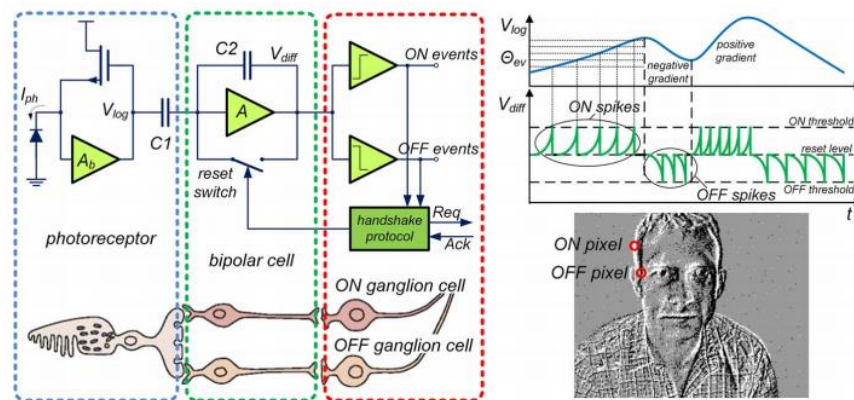 C2
V_diff
ON events
I_ph
V_log
C1
A
A_b
OFF events
reset
switch
handshake
protocol
Req
Ack
photoreceptor
bipolar cell
ON ganglion cell
OFF ganglion cell
V_log
Θ_ev
negative
gradient
positive
gradient
V_diff
ON spikes
ON threshold
reset level
OFF threshold
OFF spikes
t
ON pixel
OFF pixel